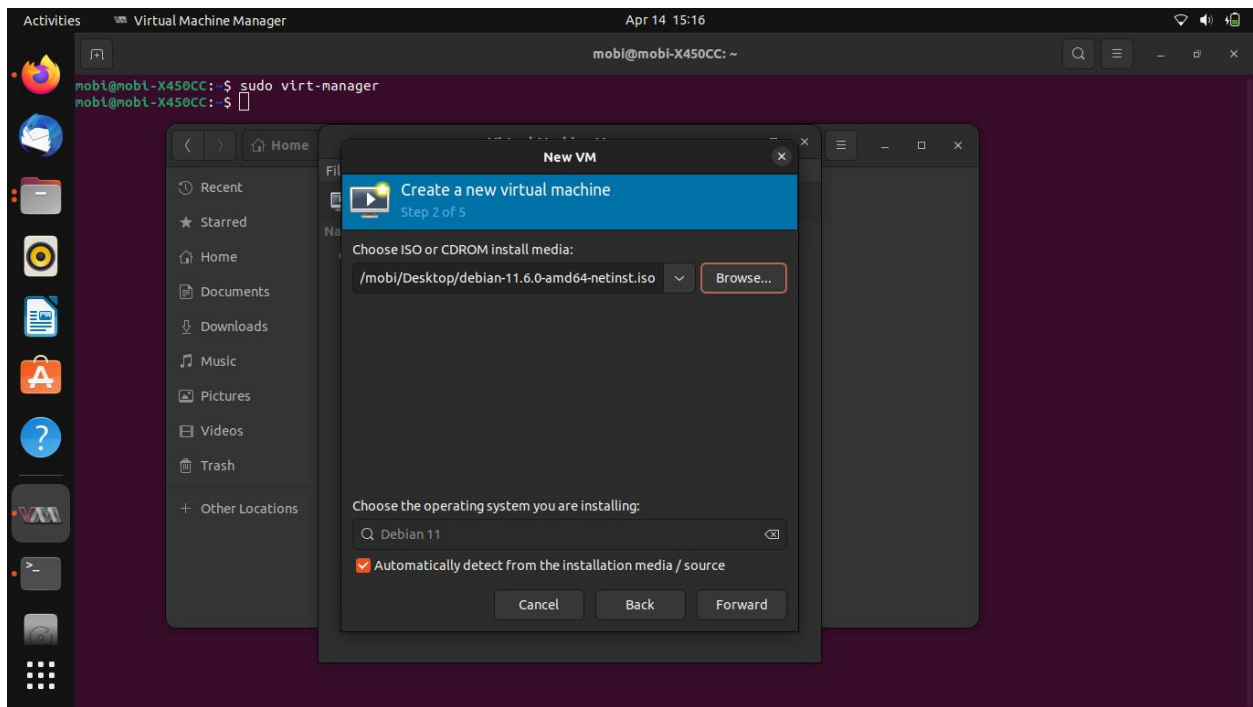 Activities Virtual Machine Manager Apr 14 15:16
mobi@mobi-X450CC: ~
mobi@mobi-X450CC:~$ sudo virt-manager
mobi@mobi-X450CC:~$
Home
Recent
Starred
Home
Documents
Downloads
Music
Pictures
Videos
Trash
+ Other Locations
Fil
Na
New VM
Create a new virtual machine
Step 2 of 5
Choose ISO or CDROM install media:
/mobi/Desktop/debian-11.6.0-amd64-netinst.iso Browse...
Choose the operating system you are installing:
Debian 11
Automatically detect from the installation media / source
Cancel Back Forward